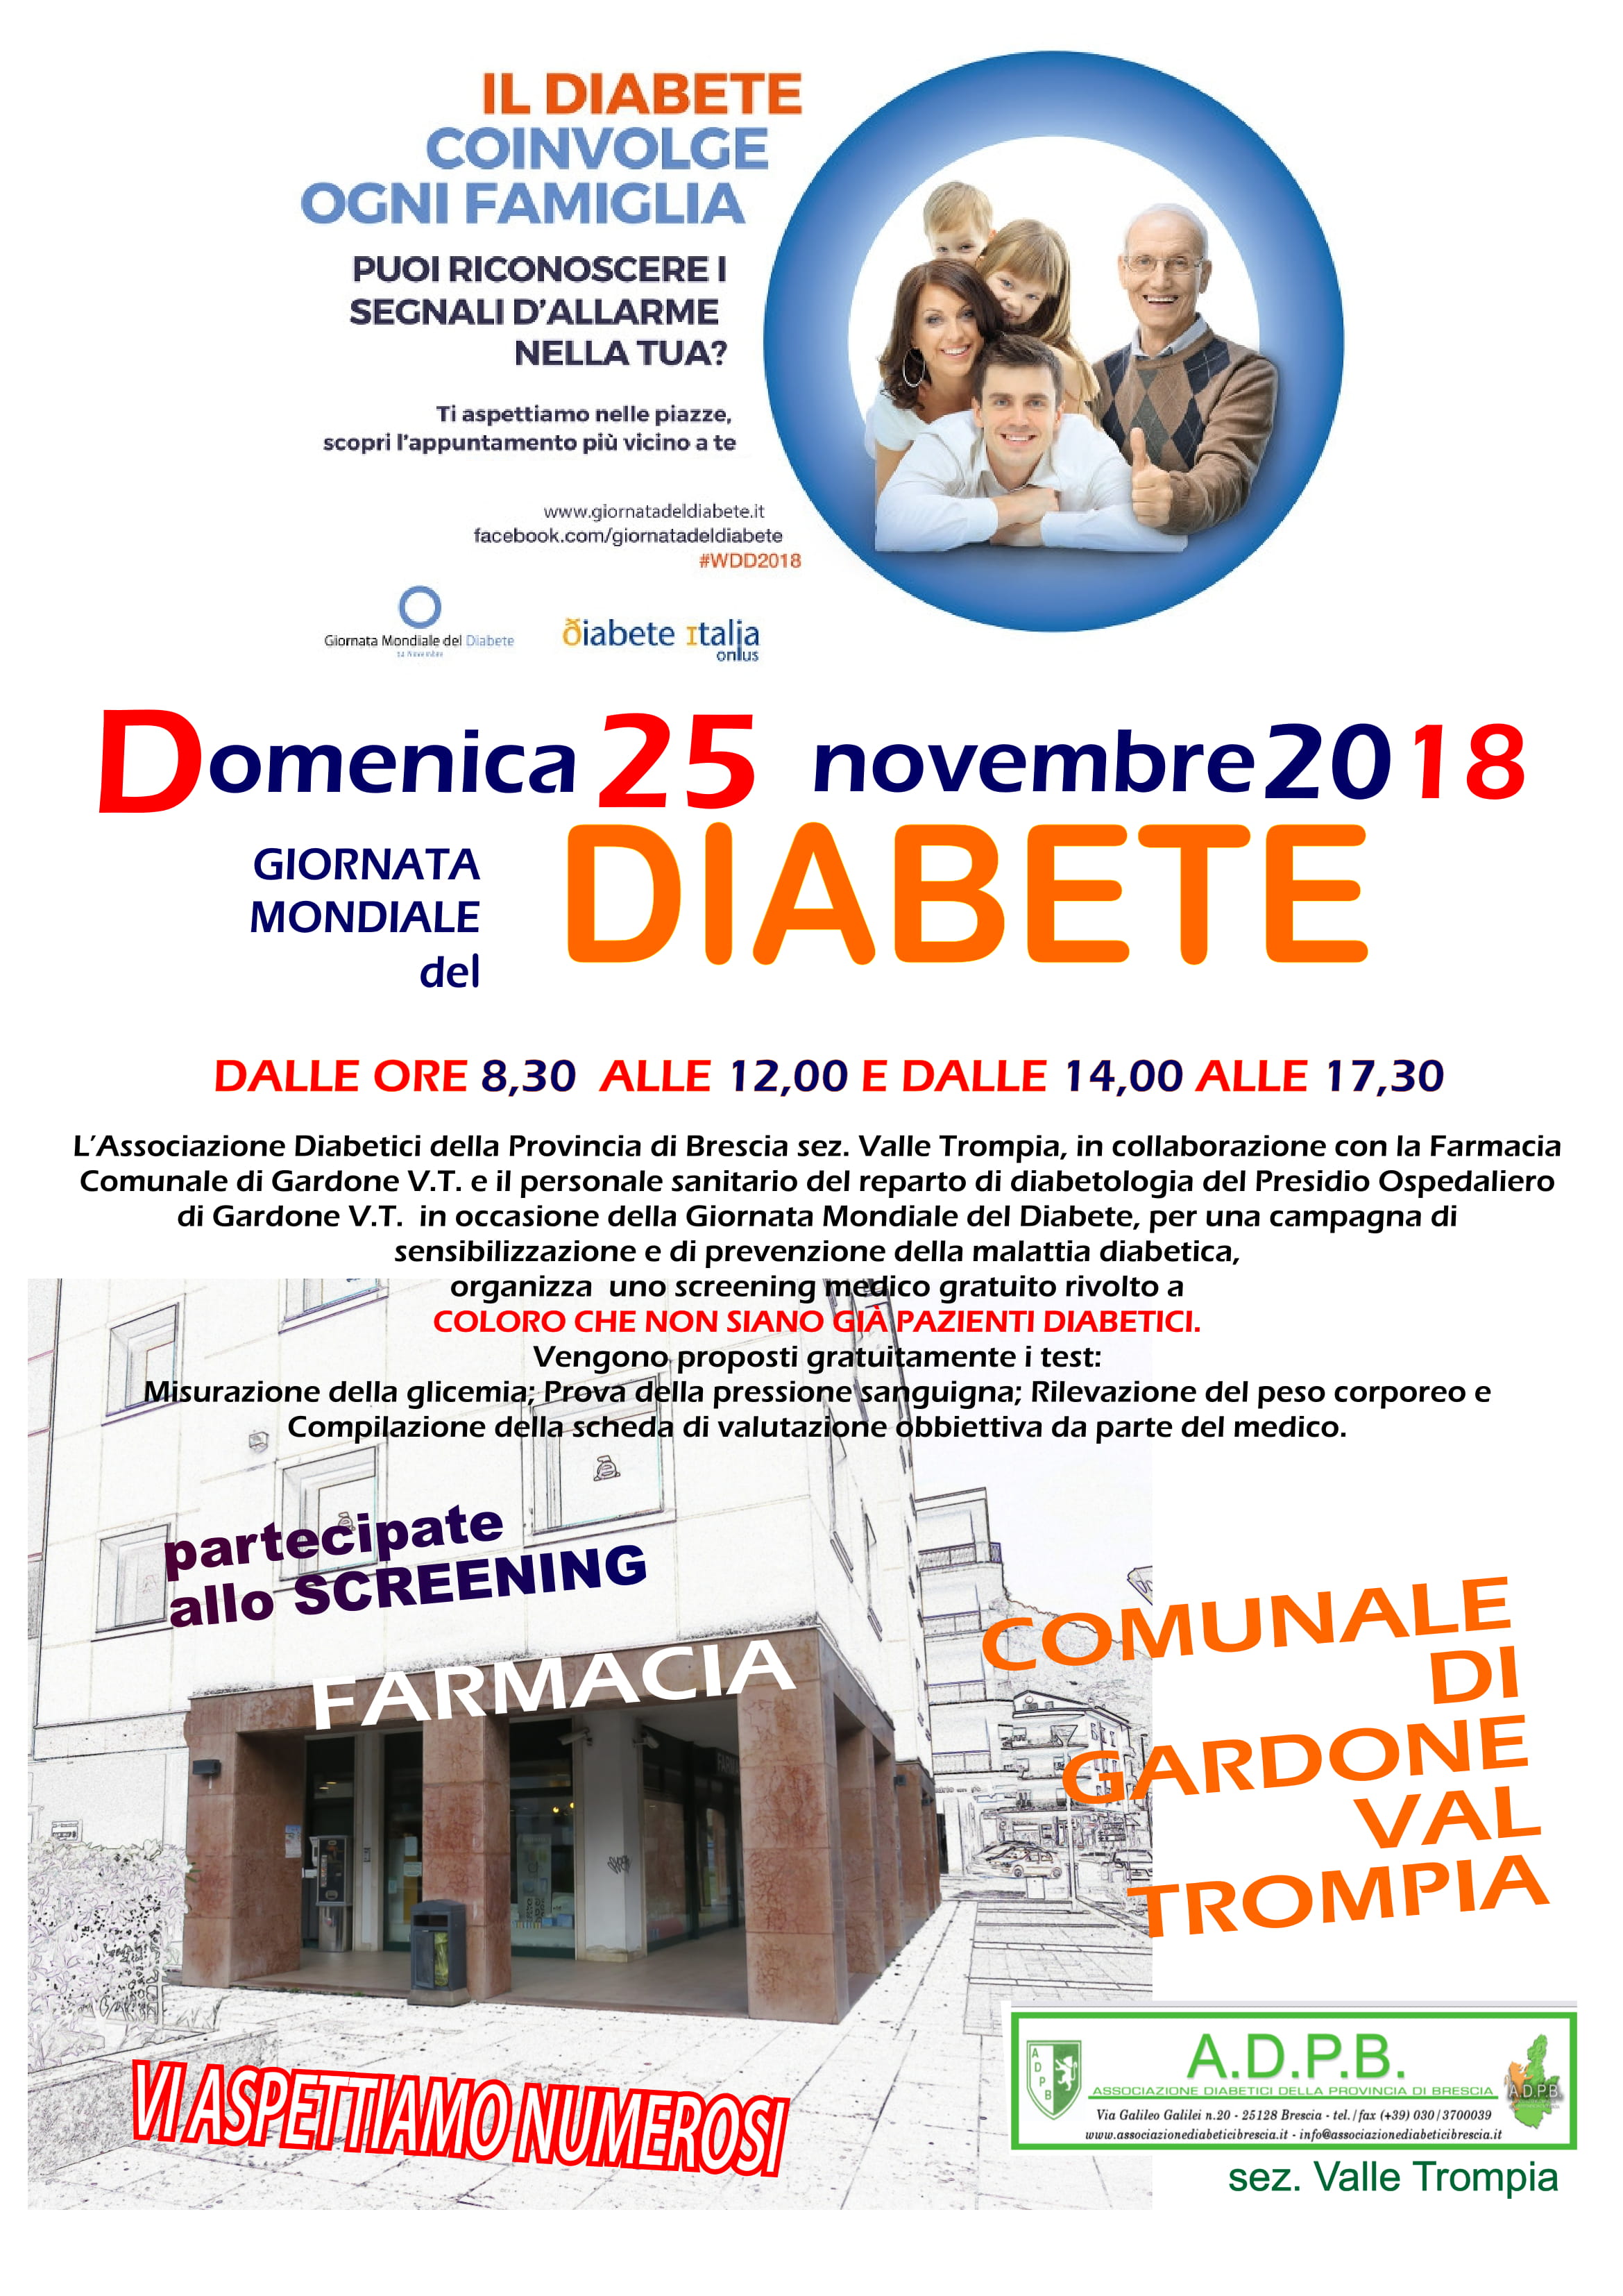 IL DIABETE
COINVOLGE
OGNI FAMIGLIA
PUOI RICONOSCERE I
SEGNALI D'ALLARME
NELLA TUA?
Ti aspettiamo nelle piazze,
scopri l'appuntamento più vicino a te
www.giornatadeldiabete.it
facebook.com/giornatadeldiabete
#WDD2018
Giornata Mondiale del Diabete
14 Novembre
diabete italia
onlus
Domenica 25 novembre 2018
GIORNATA
MONDIALE
del
DIABETE
DALLE ORE 8,30 ALLE 12,00 E DALLE 14,00 ALLE 17,30
L'Associazione Diabetici della Provincia di Brescia sez. Valle Trompia, in collaborazione con la Farmacia
Comunale di Gardone V.T. e il personale sanitario del reparto di diabetologia del Presidio Ospedaliero
di Gardone V.T. in occasione della Giornata Mondiale del Diabete, per una campagna di
sensibilizzazione e di prevenzione della malattia diabetica,
organizza uno screening medico gratuito rivolto a
COLORO CHE NON SIANO GIÀ PAZIENTI DIABETICI.
Vengono proposti gratuitamente i test:
Misurazione della glicemia; Prova della pressione sanguigna; Rilevazione del peso corporeo e
Compilazione della scheda di valutazione obbiettiva da parte del medico.
partecipate
allo SCREENING
FARMACIA
COMUNALE
DI
GARDONE
VAL
TROMPIA
VI ASPETTIAMO NUMEROSI
A.D.P.B.
ADPB
ASSOCIAZIONE DIABETICI DELLA PROVINCIA DI BRESCIA
A.D.P.B.
Via Galileo Galilei n.20 - 25128 Brescia - tel./fax (+39) 030/3700039
www.associazionediabeticibrescia.it - info@associazionediabeticibrescia.it
sez. Valle Trompia